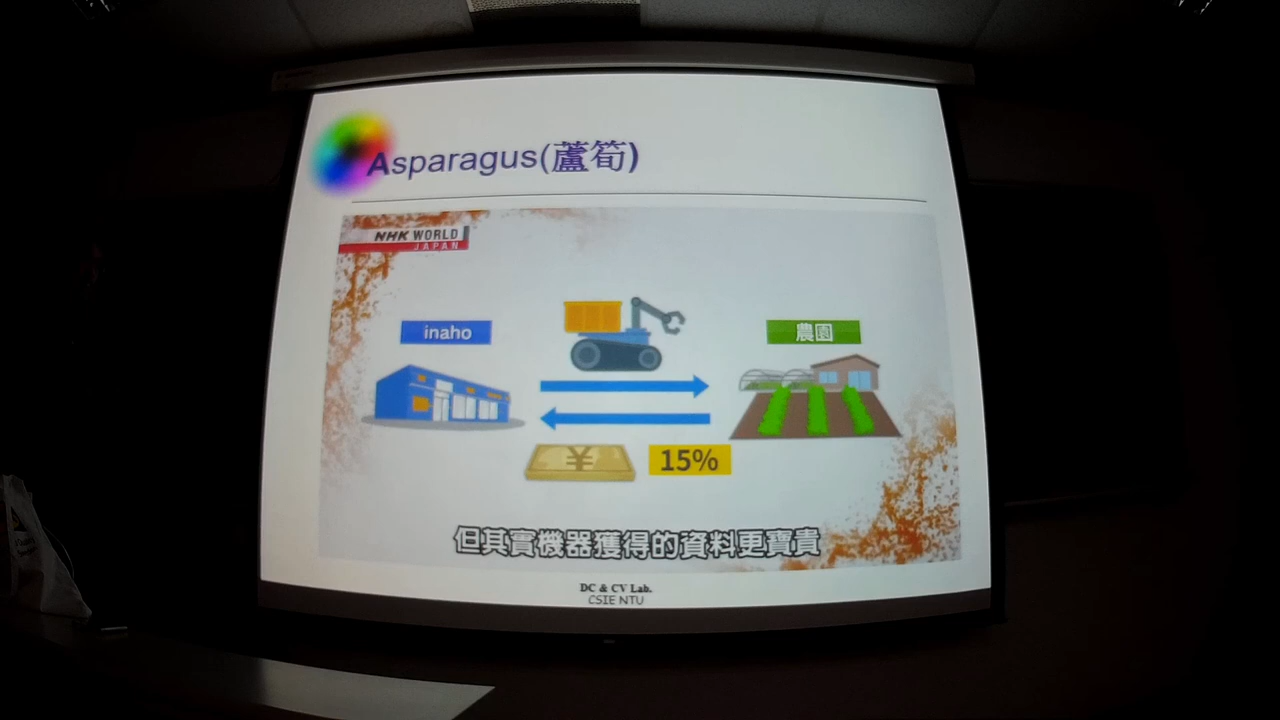 Asparagus(蘆筍)
NHK WORLD
JAPAN
inaho
農園
¥
15%
但其實機器獲得的資料更寶貴
DC & CV Lab.
CSIE NTU